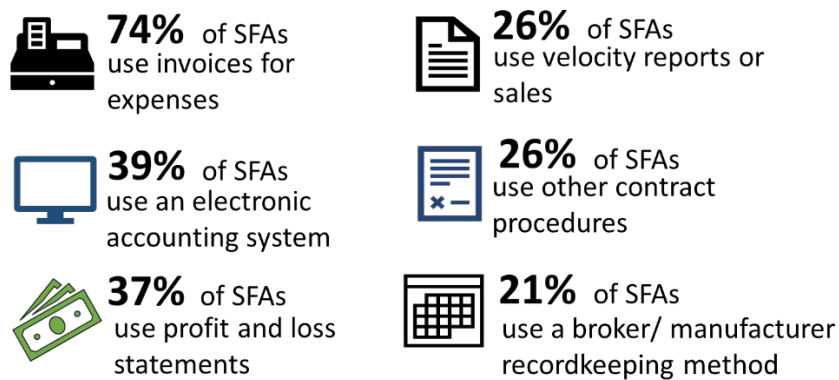 74% of SFAs
use invoices for
expenses
39% of SFAs
use an electronic
accounting system
37% of SFAs
use profit and loss
statements
26% of SFAs
use velocity reports or
sales
26% of SFAs
use other contract
procedures
21% of SFAs
use a broker/ manufacturer
recordkeeping method